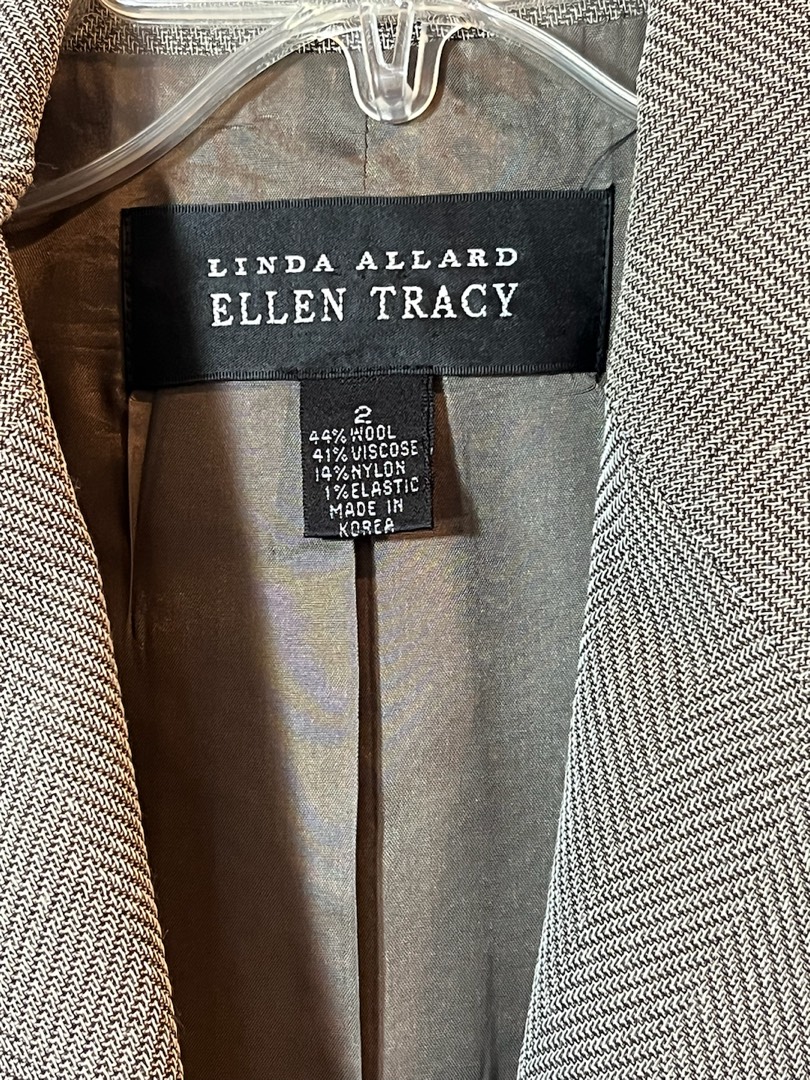 LINDA ALLARD
ELLEN TRACY
2
44% WOOL
41% VISCOSE
14% NYLON
1% ELASTIC
MADE IN
KOREA